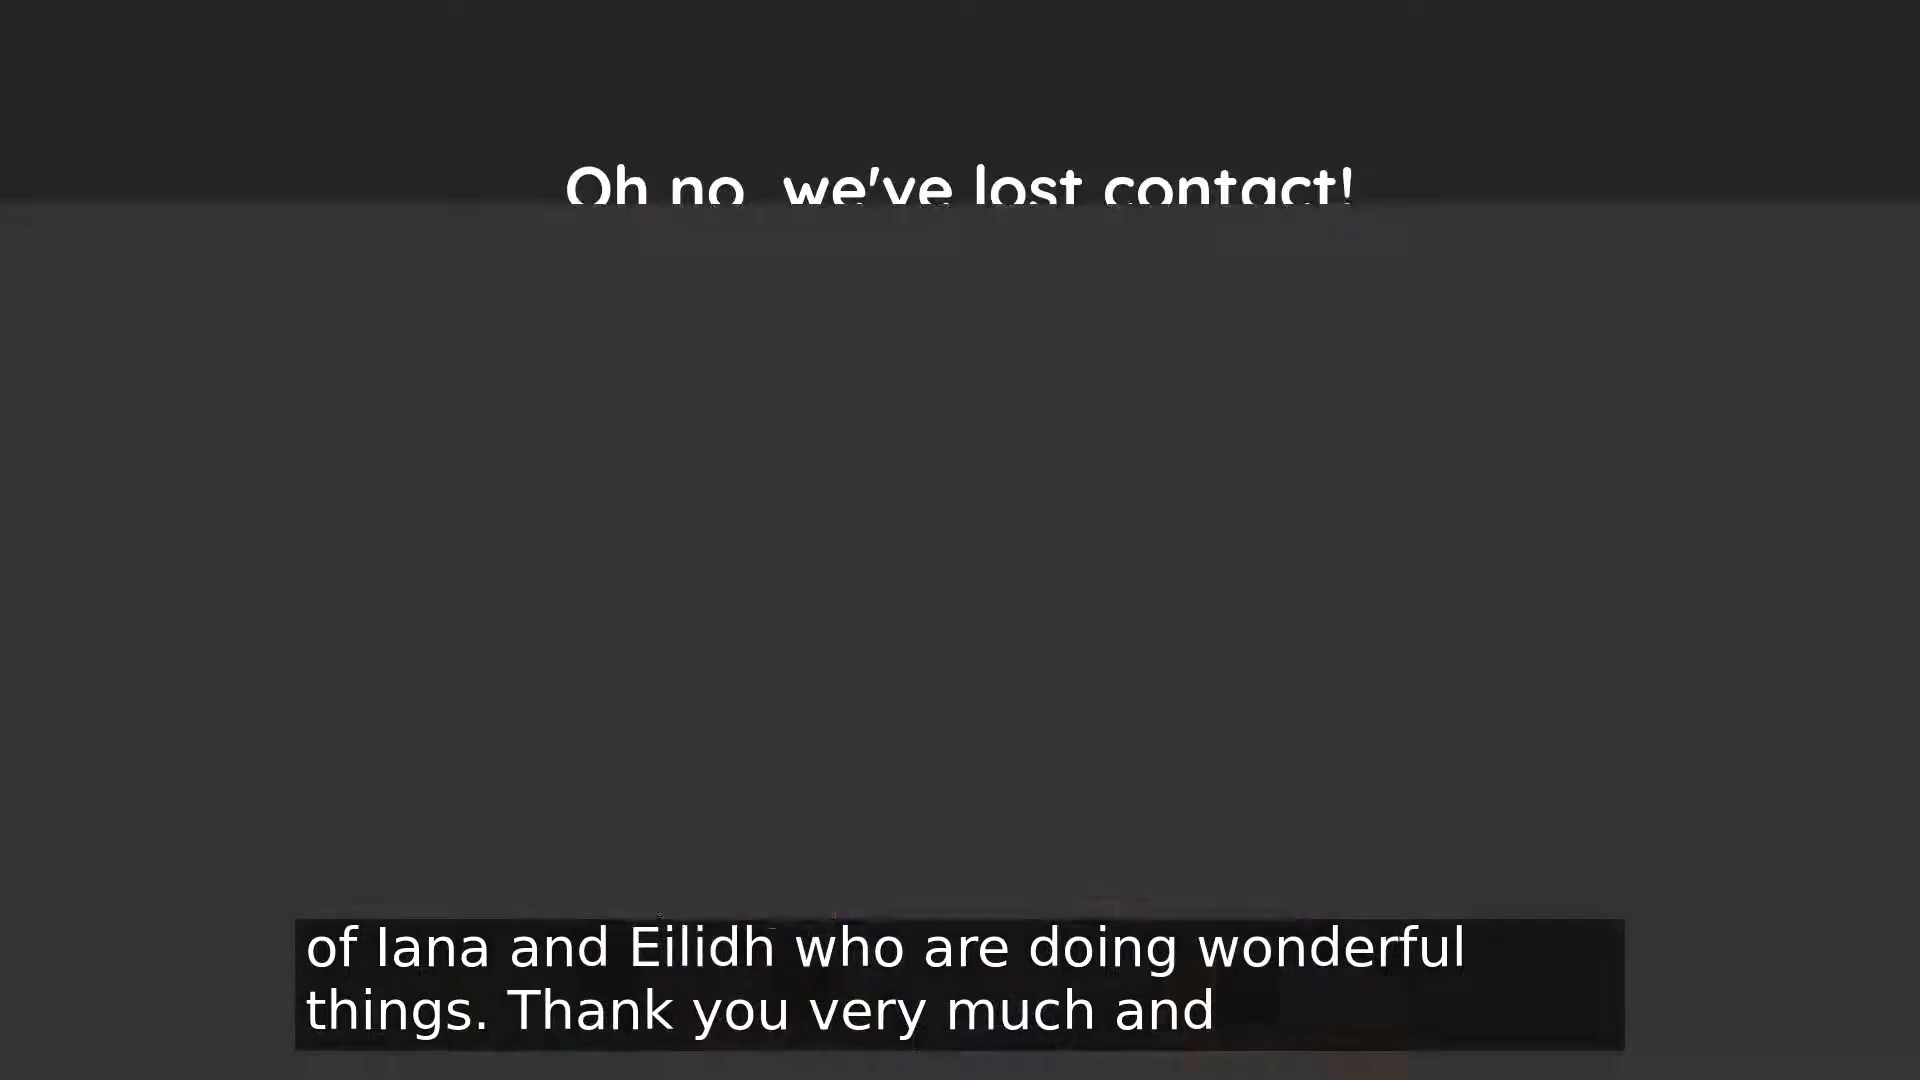 Oh no, we've lost contact!
of Iana and Eilidh who are doing wonderful
things. Thank you very much and